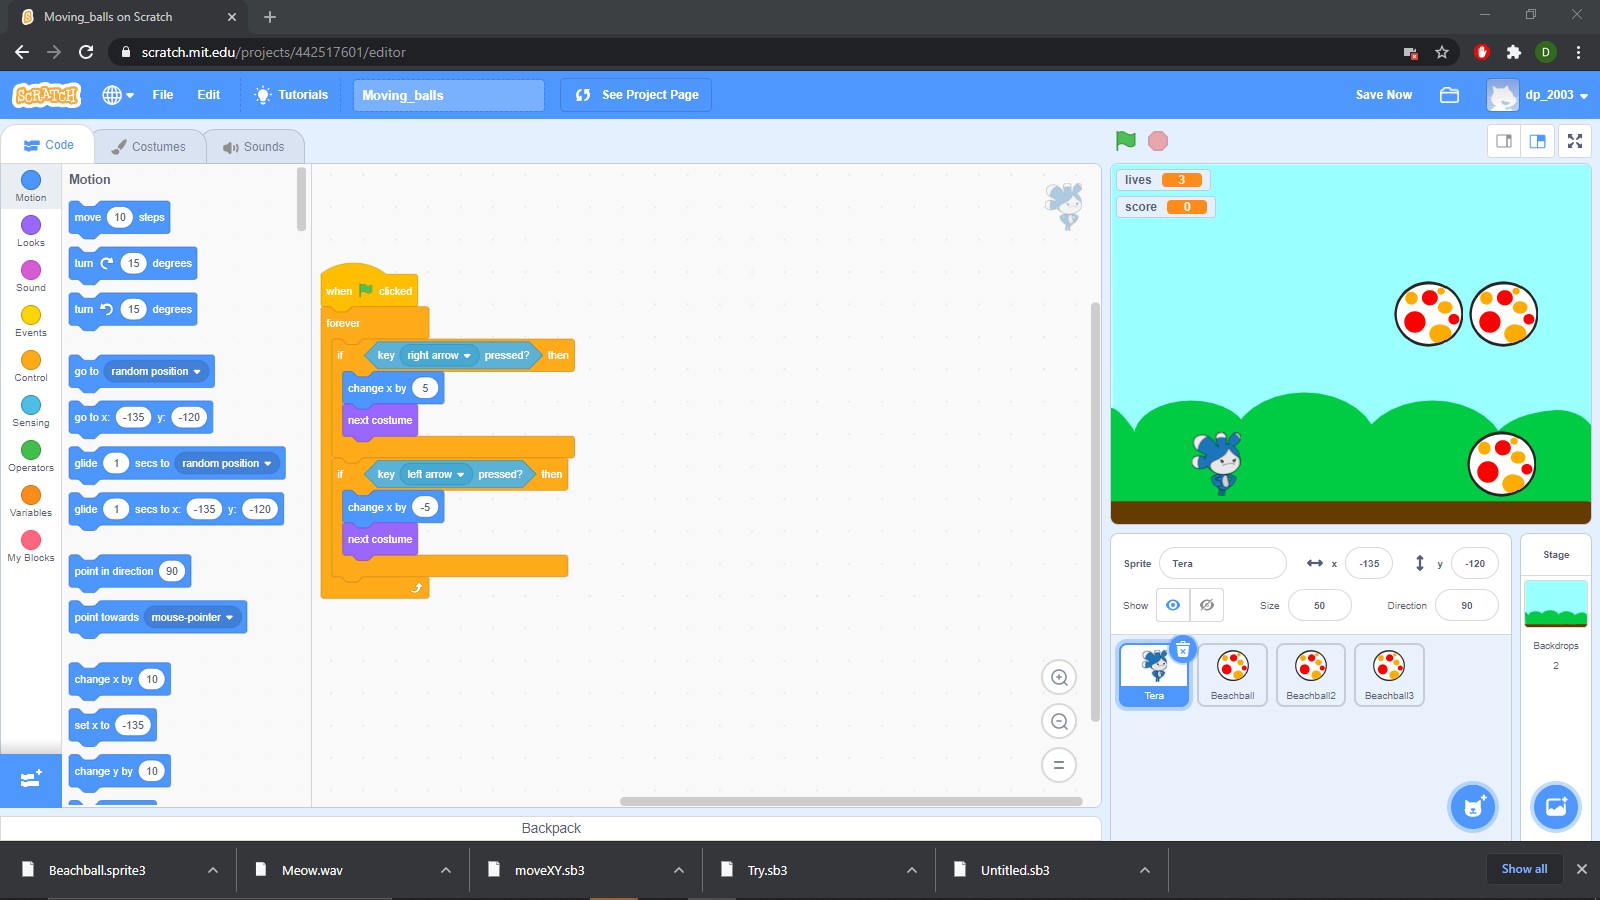 Moving_balls on Scratch
scratch.mit.edu/projects/442517601/editor
D
SCRATCH
File
Edit
Tutorials
Moving_balls
See Project Page
Save Now
dp_2003
Code
Costumes
Sounds
Motion
Looks
Sound
Events
Control
Sensing
Operators
Variables
My Blocks
Motion
move 10 steps
turn 15 degrees
turn 15 degrees
go to random position
go to x: -135 y: -120
glide 1 secs to random position
glide 1 secs to x: -135 y: -120
point in direction 90
point towards mouse-pointer
change x by 10
set x to -135
change y by 10
when clicked
forever
if key right arrow pressed? then
change x by 5
next costume
if key left arrow pressed? then
change x by -5
next costume
lives 3
score 0
Sprite Tera x -135 y -120
Show Size 50 Direction 90
Tera
Beachball
Beachball2
Beachball3
Stage
Backdrops
2
Backpack
Beachball.sprite3
Meow.wav
moveXY.sb3
Try.sb3
Untitled.sb3
Show all